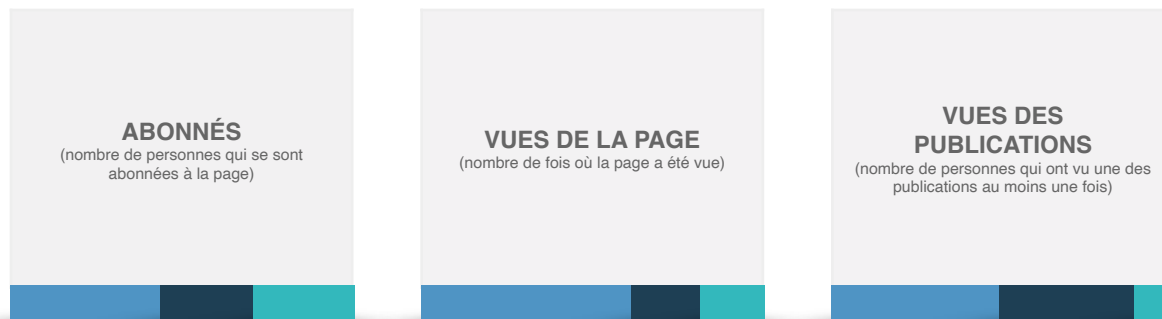 ABONNÉS
(nombre de personnes qui se sont
abonnées à la page)
VUES DE LA PAGE
(nombre de fois où la page a été vue)
VUES DES
PUBLICATIONS
(nombre de personnes qui ont vu une des
publications au moins une fois)